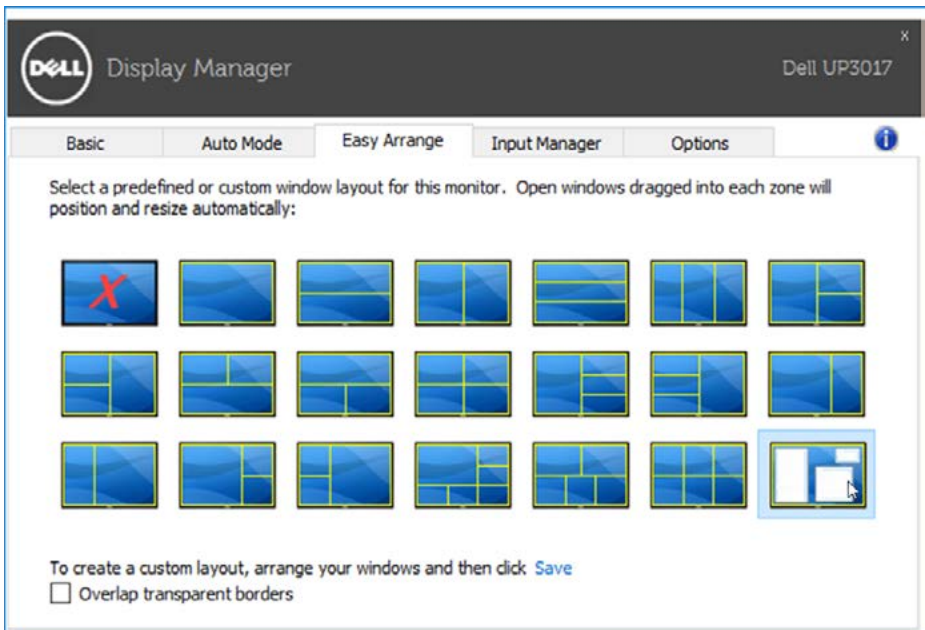 X
DELL Display Manager Dell UP3017
Basic Auto Mode Easy Arrange Input Manager Options i
Select a predefined or custom window layout for this monitor. Open windows dragged into each zone will
position and resize automatically:
X
To create a custom layout, arrange your windows and then click Save
Overlap transparent borders